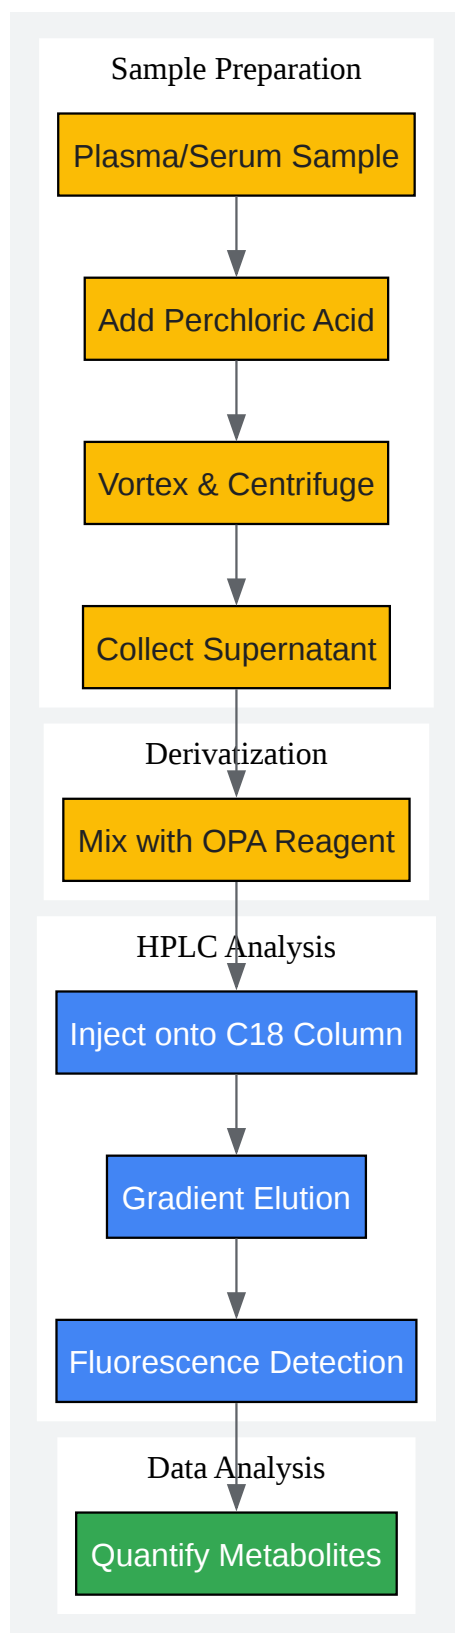 Sample Preparation
Plasma/Serum Sample
Add Perchloric Acid
Vortex & Centrifuge
Collect Supernatant
Derivatization
Mix with OPA Reagent
HPLC Analysis
Inject onto C18 Column
Gradient Elution
Fluorescence Detection
Data Analysis
Quantify Metabolites